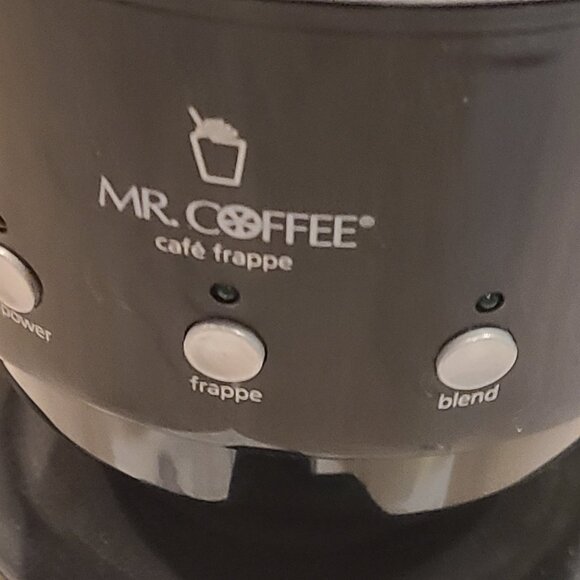 MR. COFFEE®
café frappe
power
frappe
blend